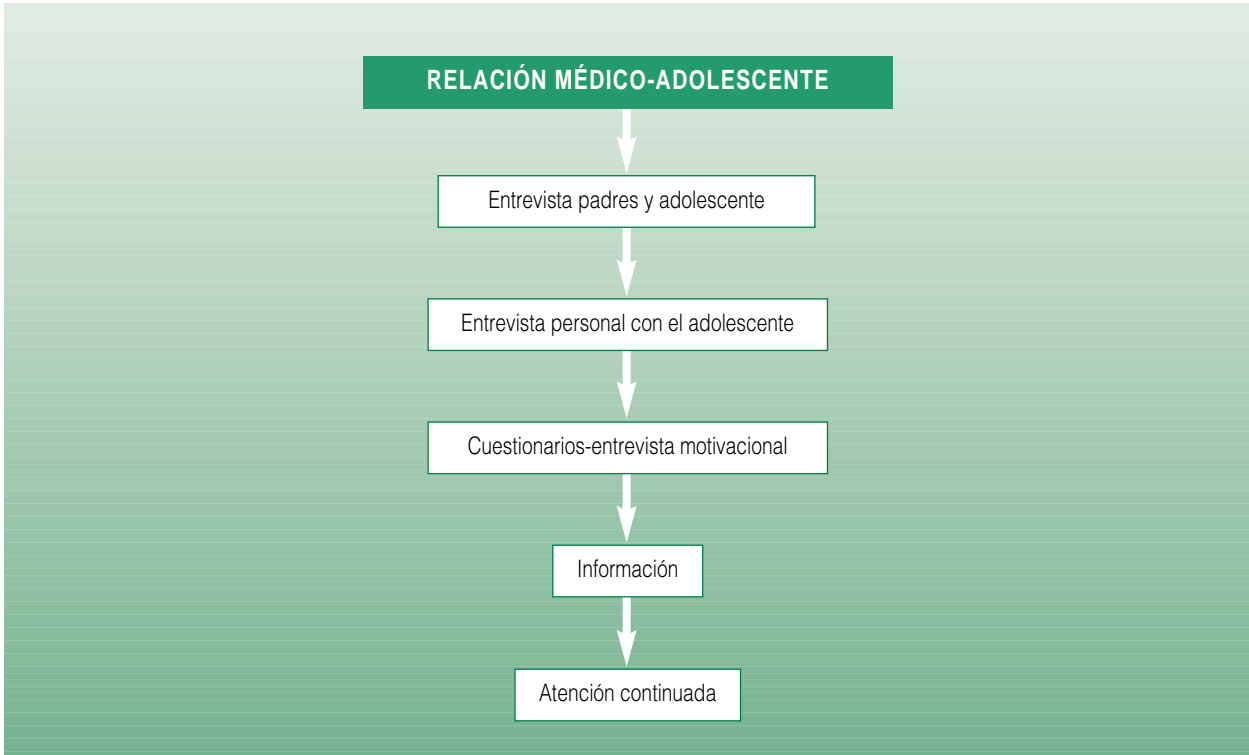 RELACIÓN MÉDICO-ADOLESCENTE
Entrevista padres y adolescente
Entrevista personal con el adolescente
Cuestionarios-entrevista motivacional
Información
Atención continuada